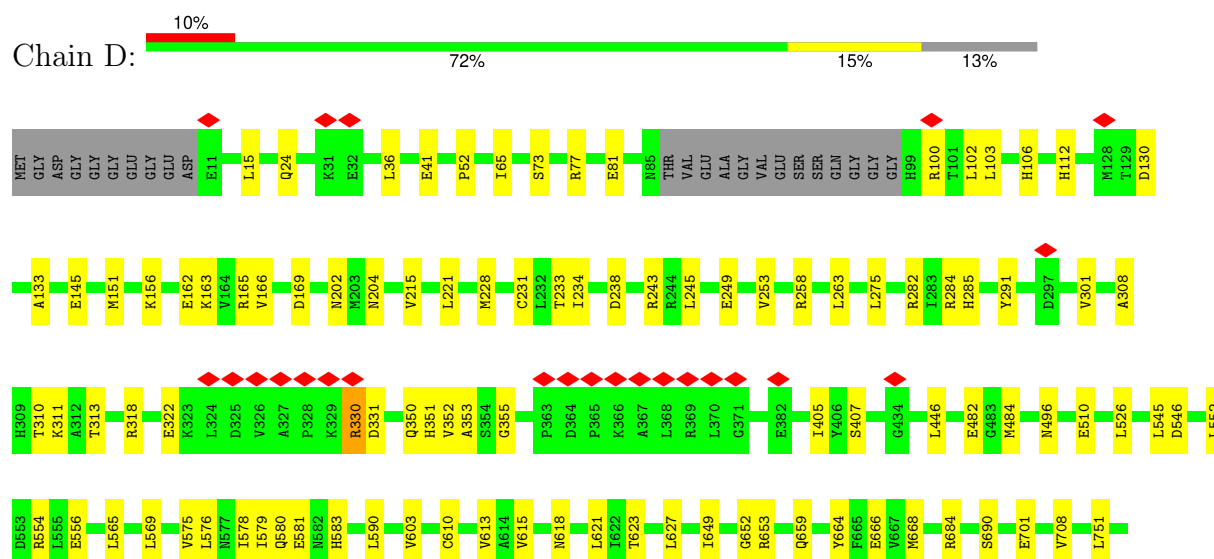 10%
Chain D:
72% 15% 13%
MET GLY ASP GLY GLY GLY GLU GLY GLU ASP E11 L15 Q24 K31 E32 L36 E41 P52 I65 S73 R77 E81 N85 THR VAL GLU ALA GLY VAL GLU SER SER GLN GLY GLY GLY H99 R100 T101 L102 L103 H106 H112 M128 T129 D130
A133 E145 M151 K156 E162 K163 V164 R165 V166 D169 N202 M203 N204 V215 L221 M228 C231 L232 T233 I234 D238 R243 R244 L245 E249 V253 R258 L263 L275 R282 I283 R284 H285 Y291 D297 V301 A308
H309 T310 K311 A312 T313 R318 E322 K323 L324 D325 V326 A327 P328 K329 R330 D331 Q350 H351 V352 A353 S354 G355 P363 D364 P365 K366 A367 L368 R369 L370 G371 E382 I405 Y406 S407 G434 L446 E482 G483 M484 N496 E510 L526 L545 D546
D553 R554 L555 E556 L565 L569 V575 L576 N577 I578 I579 Q580 E581 N582 H583 L590 V603 C610 V613 A614 V615 N618 L621 I622 T623 L627 I649 G652 R653 Q659 Y664 F665 E666 V667 M668 R684 S690 E701 V708 L751